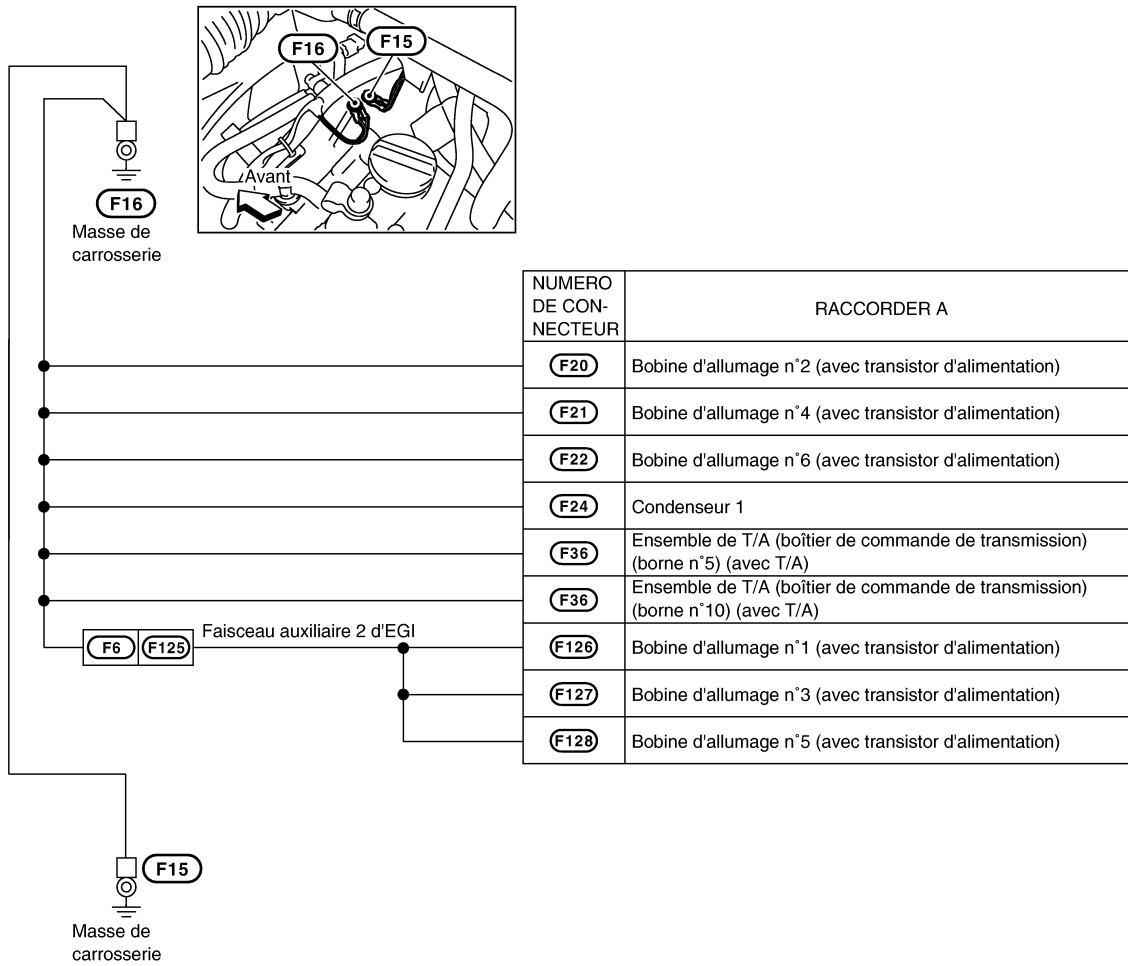 F16
F15
Avant
F16
Masse de
carrosserie
NUMERO
DE CON-
NECTEUR
RACCORDER A
F20
Bobine d'allumage n˚2 (avec transistor d'alimentation)
F21
Bobine d'allumage n˚4 (avec transistor d'alimentation)
F22
Bobine d'allumage n˚6 (avec transistor d'alimentation)
F24
Condenseur 1
F36
Ensemble de T/A (boîtier de commande de transmission)
(borne n˚5) (avec T/A)
F36
Ensemble de T/A (boîtier de commande de transmission)
(borne n˚10) (avec T/A)
F6
F125
Faisceau auxiliaire 2 d'EGI
F126
Bobine d'allumage n˚1 (avec transistor d'alimentation)
F127
Bobine d'allumage n˚3 (avec transistor d'alimentation)
F128
Bobine d'allumage n˚5 (avec transistor d'alimentation)
F15
Masse de
carrosserie